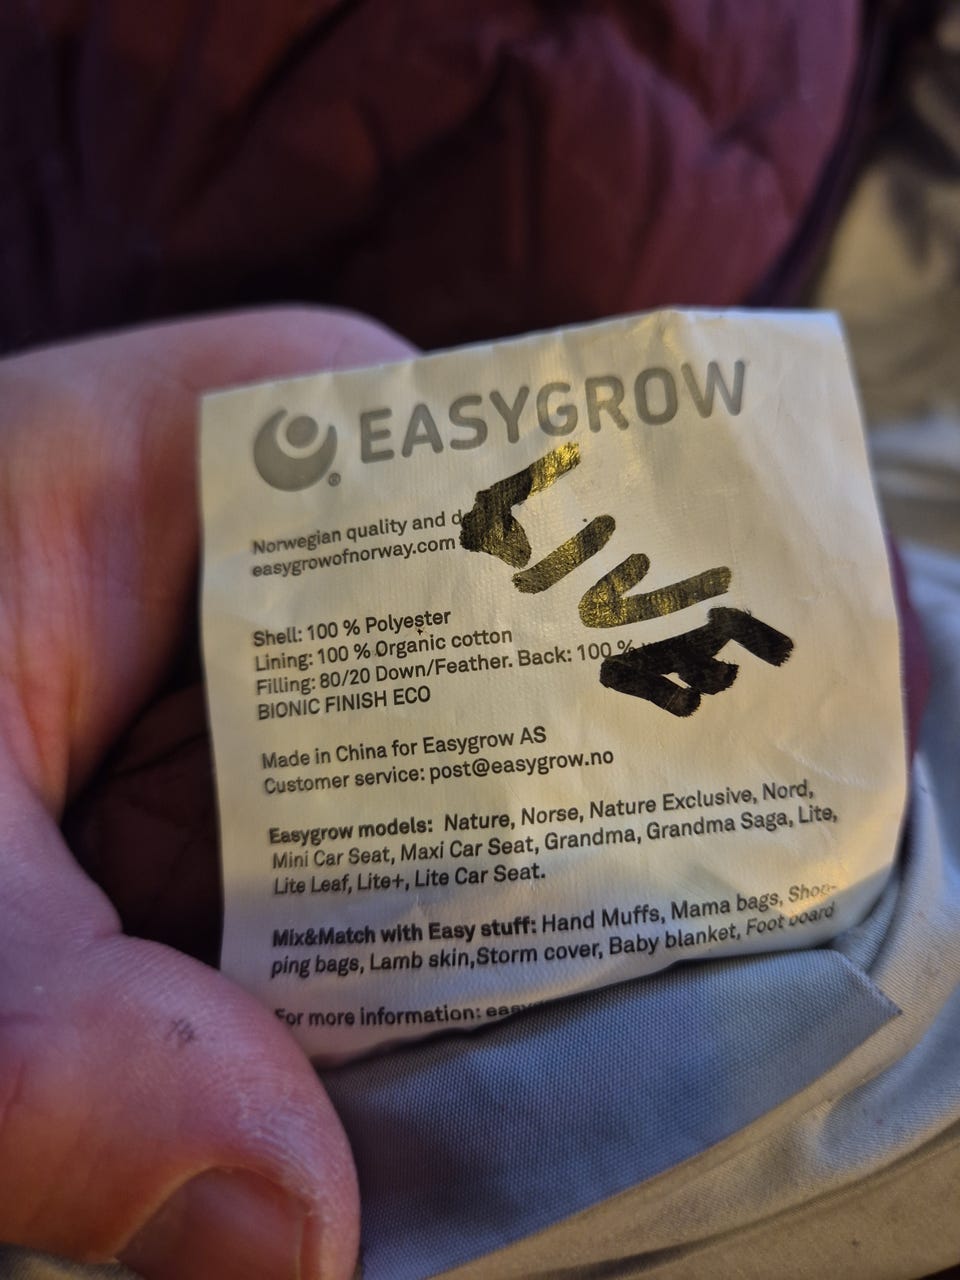 EASYGROW
®
Norwegian quality and
easygrowofnorway.com
Shell: 100 % Polyester
Lining: 100 % Organic cotton
Filling: 80/20 Down/Feather. Back: 100 %
BIONIC FINISH ECO
Made in China for Easygrow AS
Customer service: post@easygrow.no
Easygrow models: Nature, Norse, Nature Exclusive, Nord,
Mini Car Seat, Maxi Car Seat, Grandma, Grandma Saga, Lite,
Lite Leaf, Lite+, Lite Car Seat.
Mix&Match with Easy stuff: Hand Muffs, Mama bags, Shop-
ping bags, Lamb skin,Storm cover, Baby blanket, Foot board
For more information: